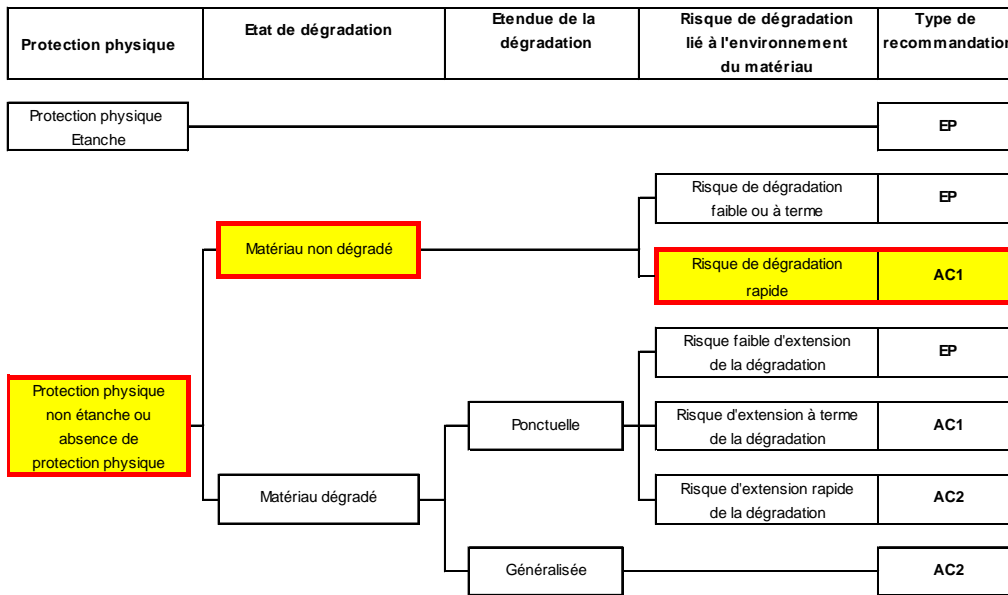 Protection physique
Etat de dégradation
Etendue de la
dégradation
Risque de dégradation
lié à l'environnement
du matériau
Type de
recommandation
Protection physique
Etanche
EP
Risque de dégradation
faible ou à terme
EP
Matériau non dégradé
Risque de dégradation
rapide
AC1
Risque faible d'extension
de la dégradation
EP
Protection physique
non étanche ou
absence de
protection physique
Ponctuelle
Risque d'extension à terme
de la dégradation
AC1
Matériau dégradé
Risque d'extension rapide
de la dégradation
AC2
Généralisée
AC2